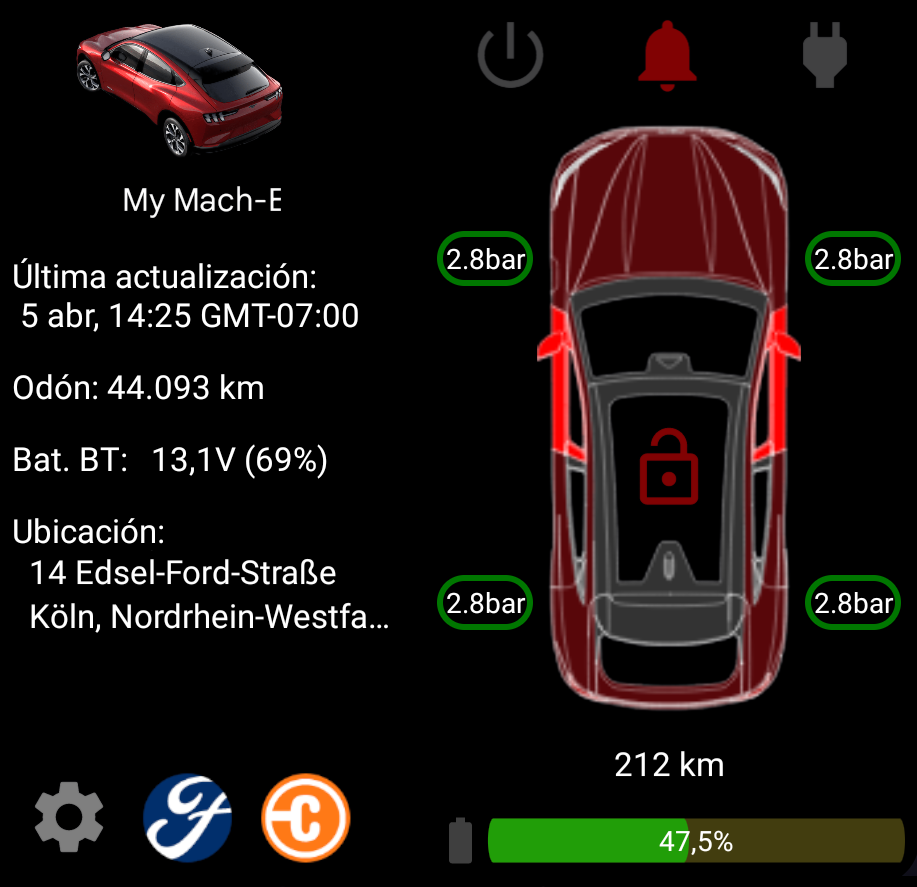 My Mach-E
Última actualización:
5 abr, 14:25 GMT-07:00
Odón: 44.093 km
Bat. BT: 13,1V (69%)
Ubicación:
14 Edsel-Ford-Straße
Köln, Nordrhein-Westfa...
2.8bar
2.8bar
2.8bar
2.8bar
212 km
47,5%